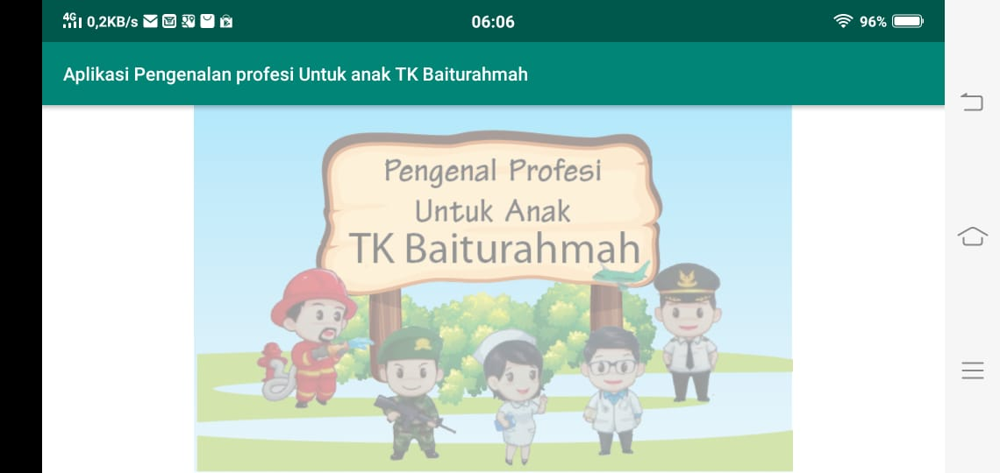 4G 0,2KB/s
06:06
96%
Aplikasi Pengenalan profesi Untuk anak TK Baiturahmah
Pengenal Profesi
Untuk Anak
TK Baiturahmah